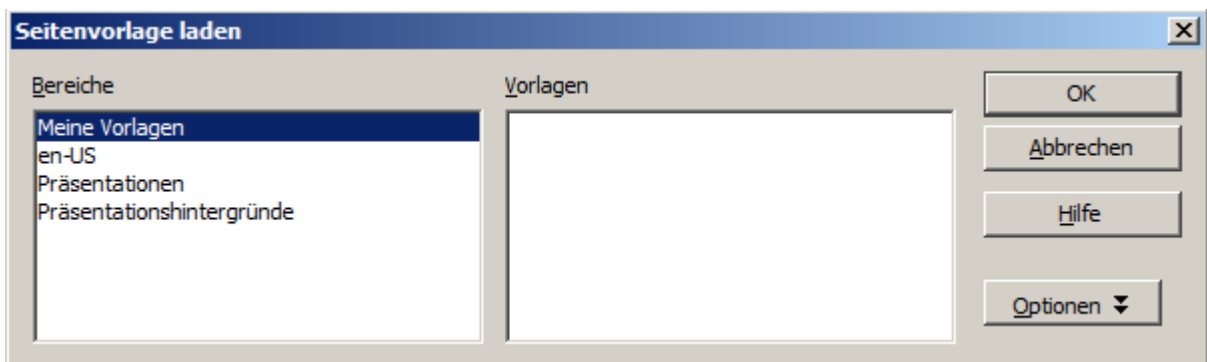 Seitenvorlage laden
Bereiche
Meine Vorlagen
en-US
Präsentationen
Präsentationshintergründe
Vorlagen
OK
Abbrechen
Hilfe
Optionen